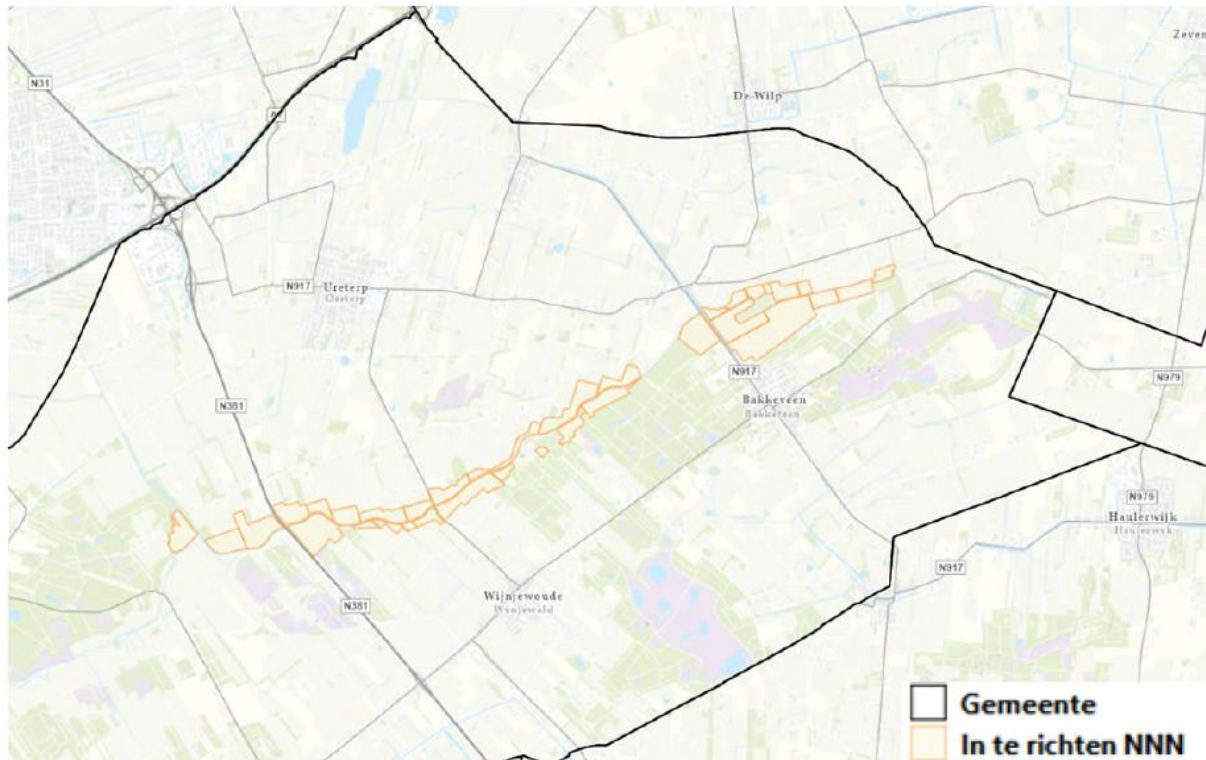 Zeven
N31
De Wilp
N917
Ureterp
Oerterp
N917
Bakkeveen
Bakkefean
N381
N979
N979
Haulerwijk
Haulerwyk
N917
Wijnjewoude
Wynjewâld
N381
Gemeente
In te richten NNN